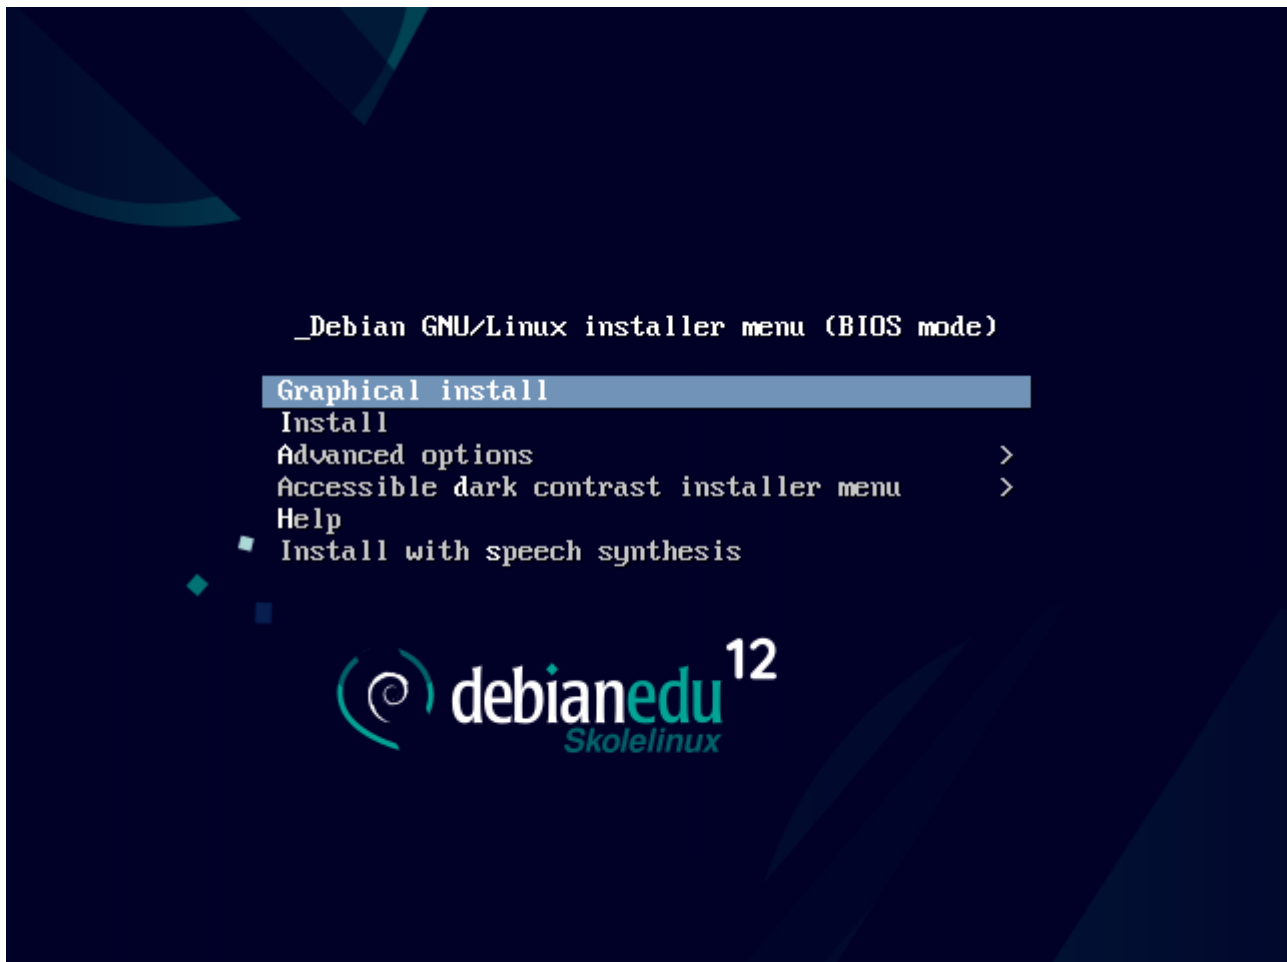 _Debian GNU/Linux installer menu (BIOS mode)
Graphical install
Install
Advanced options >
Accessible dark contrast installer menu >
Help
Install with speech synthesis
debianedu 12
Skolelinux